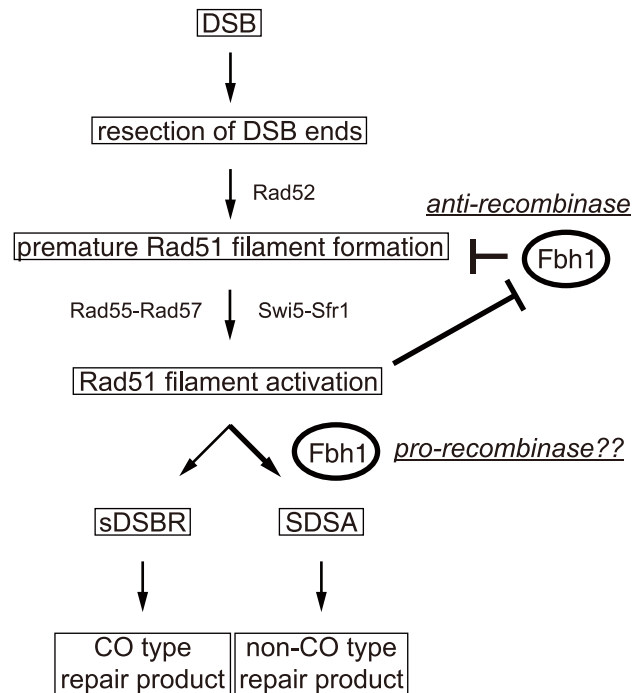 DSB
resection of DSB ends
Rad52
anti-recombinase
premature Rad51 filament formation
Fbh1
Rad55-Rad57
Swi5-Sfr1
Rad51 filament activation
Fbh1
pro-recombinase??
sDSBR
SDSA
CO type
repair product
non-CO type
repair product